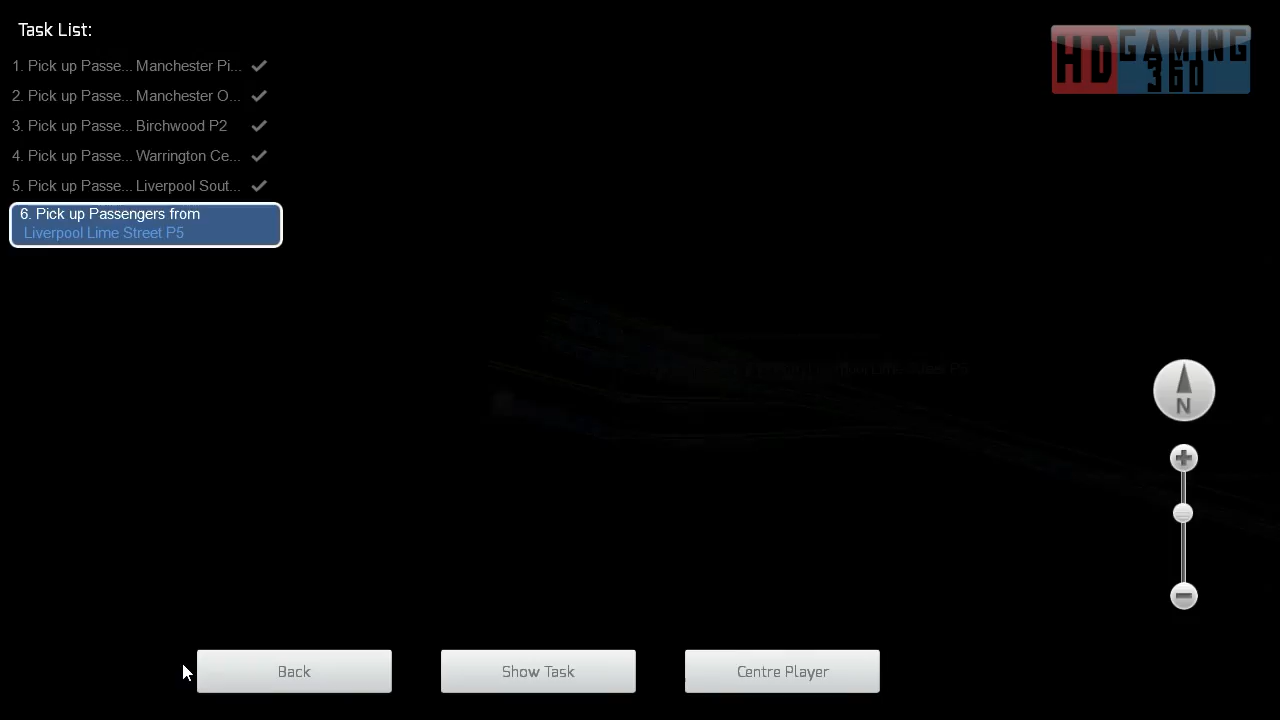 Task List:
HD GAMING 360
1. Pick up Passe... Manchester Pi...
2. Pick up Passe... Manchester O...
3. Pick up Passe... Birchwood P2
4. Pick up Passe... Warrington Ce...
5. Pick up Passe... Liverpool Sout...
6. Pick up Passengers from
Liverpool Lime Street P5
N
Back
Show Task
Centre Player